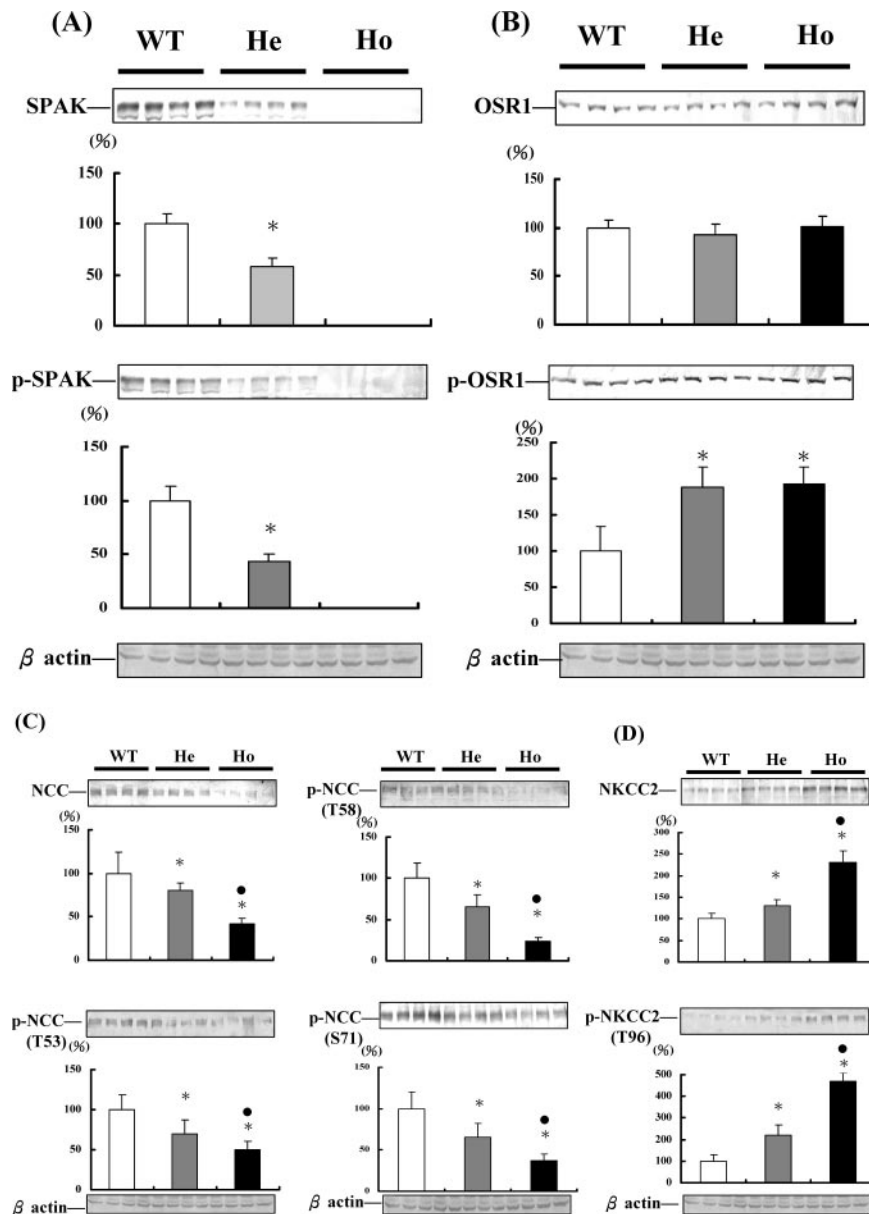 (A)
WT He Ho
SPAK
(%)
150
100
*
50
0
p-SPAK
(%)
150
100
*
50
0
β actin
(B)
WT He Ho
OSR1
(%)
150
100
50
0
p-OSR1
(%)
250
200
* *
150
100
50
0
β actin
(C)
WT He Ho
NCC
(%)
150
100
*
●
*
50
0
p-NCC
(T53)
(%)
150
100
*
●
*
50
0
β actin
WT He Ho
p-NCC
(T58)
(%)
150
100
*
●
*
50
0
p-NCC
(S71)
(%)
150
100
*
●
*
50
0
β actin
(D)
WT He Ho
NKCC2
(%)
300
●
*
250
200
*
150
100
50
0
p-NKCC2
(T96)
(%)
●
*
500
400
300
*
200
100
0
β actin